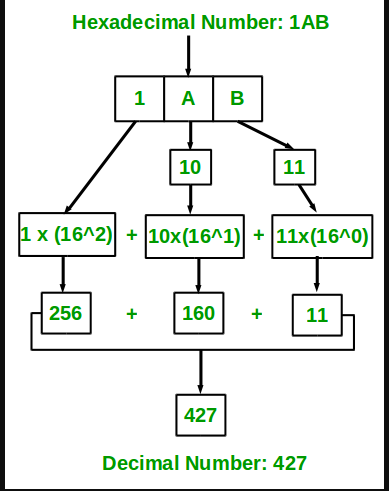 Hexadecimal Number: 1AB
1 A B
10 11
1 x (16^2) + 10x(16^1) + 11x(16^0)
256 + 160 + 11
427
Decimal Number: 427